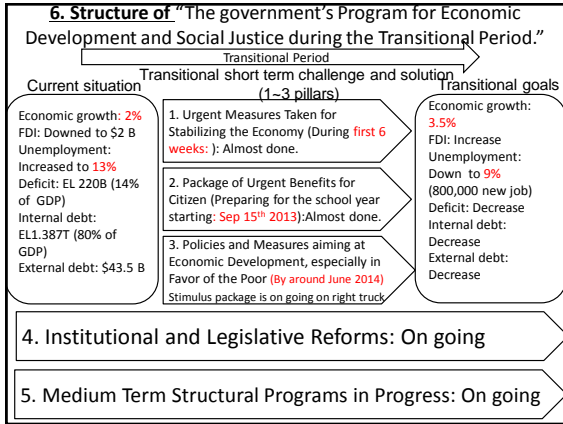 6. Structure of "The government's Program for Economic
Development and Social Justice during the Transitional Period."
Transitional Period
Current situation
Transitional short term challenge and solution
(1~3 pillars)
Transitional goals
Economic growth: 2%
FDI: Downed to $2 B
Unemployment:
Increased to 13%
Deficit: EL 220B (14%
of GDP)
Internal debt:
EL1.387T (80% of
GDP)
External debt: $43.5 B
1. Urgent Measures Taken for
Stabilizing the Economy (During first 6
weeks: ): Almost done.
2. Package of Urgent Benefits for
Citizen (Preparing for the school year
starting: Sep 15th 2013):Almost done.
3. Policies and Measures aiming at
Economic Development, especially in
Favor of the Poor (By around June 2014)
Stimulus package is on going on right truck
Economic growth:
3.5%
FDI: Increase
Unemployment:
Down to 9%
(800,000 new job)
Deficit: Decrease
Internal debt:
Decrease
External debt:
Decrease
4. Institutional and Legislative Reforms: On going
5. Medium Term Structural Programs in Progress: On going